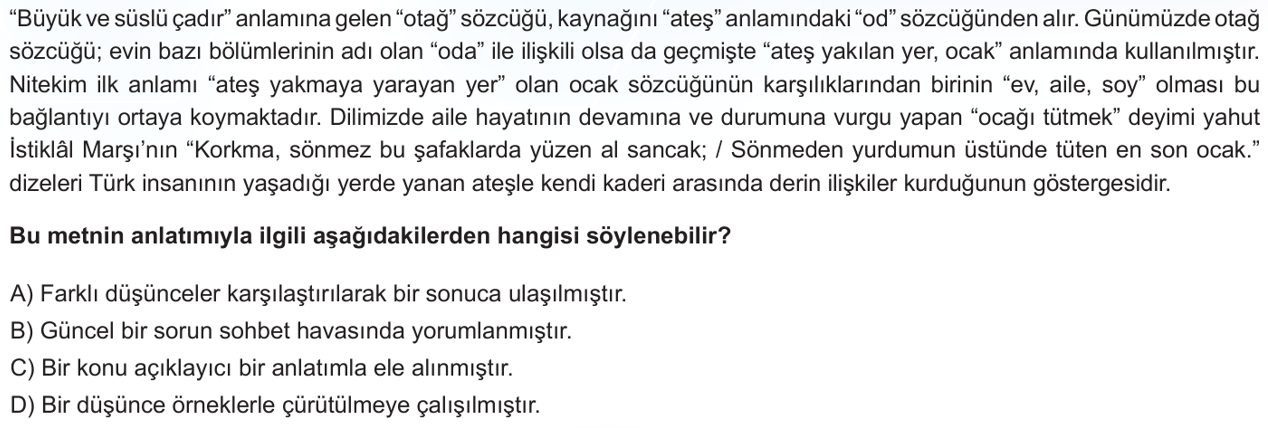 “Büyük ve süslü çadır” anlamına gelen “otağ” sözcüğü, kaynağını “ateş” anlamındaki “od” sözcüğünden alır. Günümüzde otağ
sözcüğü; evin bazı bölümlerinin adı olan “oda” ile ilişkili olsa da geçmişte “ateş yakılan yer, ocak” anlamında kullanılmıştır.
Nitekim ilk anlamı “ateş yakmaya yarayan yer” olan ocak sözcüğünün karşılıklarından birinin “ev, aile, soy” olması bu
bağlantıyı ortaya koymaktadır. Dilimizde aile hayatının devamına ve durumuna vurgu yapan “ocağı tütmek” deyimi yahut
İstiklâl Marşı’nın “Korkma, sönmez bu şafaklarda yüzen al sancak; / Sönmeden yurdumun üstünde tüten en son ocak.”
dizeleri Türk insanının yaşadığı yerde yanan ateşle kendi kaderi arasında derin ilişkiler kurduğunun göstergesidir.
Bu metnin anlatımıyla ilgili aşağıdakilerden hangisi söylenebilir?
A) Farklı düşünceler karşılaştırılarak bir sonuca ulaşılmıştır.
B) Güncel bir sorun sohbet havasında yorumlanmıştır.
C) Bir konu açıklayıcı bir anlatımla ele alınmıştır.
D) Bir düşünce örneklerle çürütülmeye çalışılmıştır.